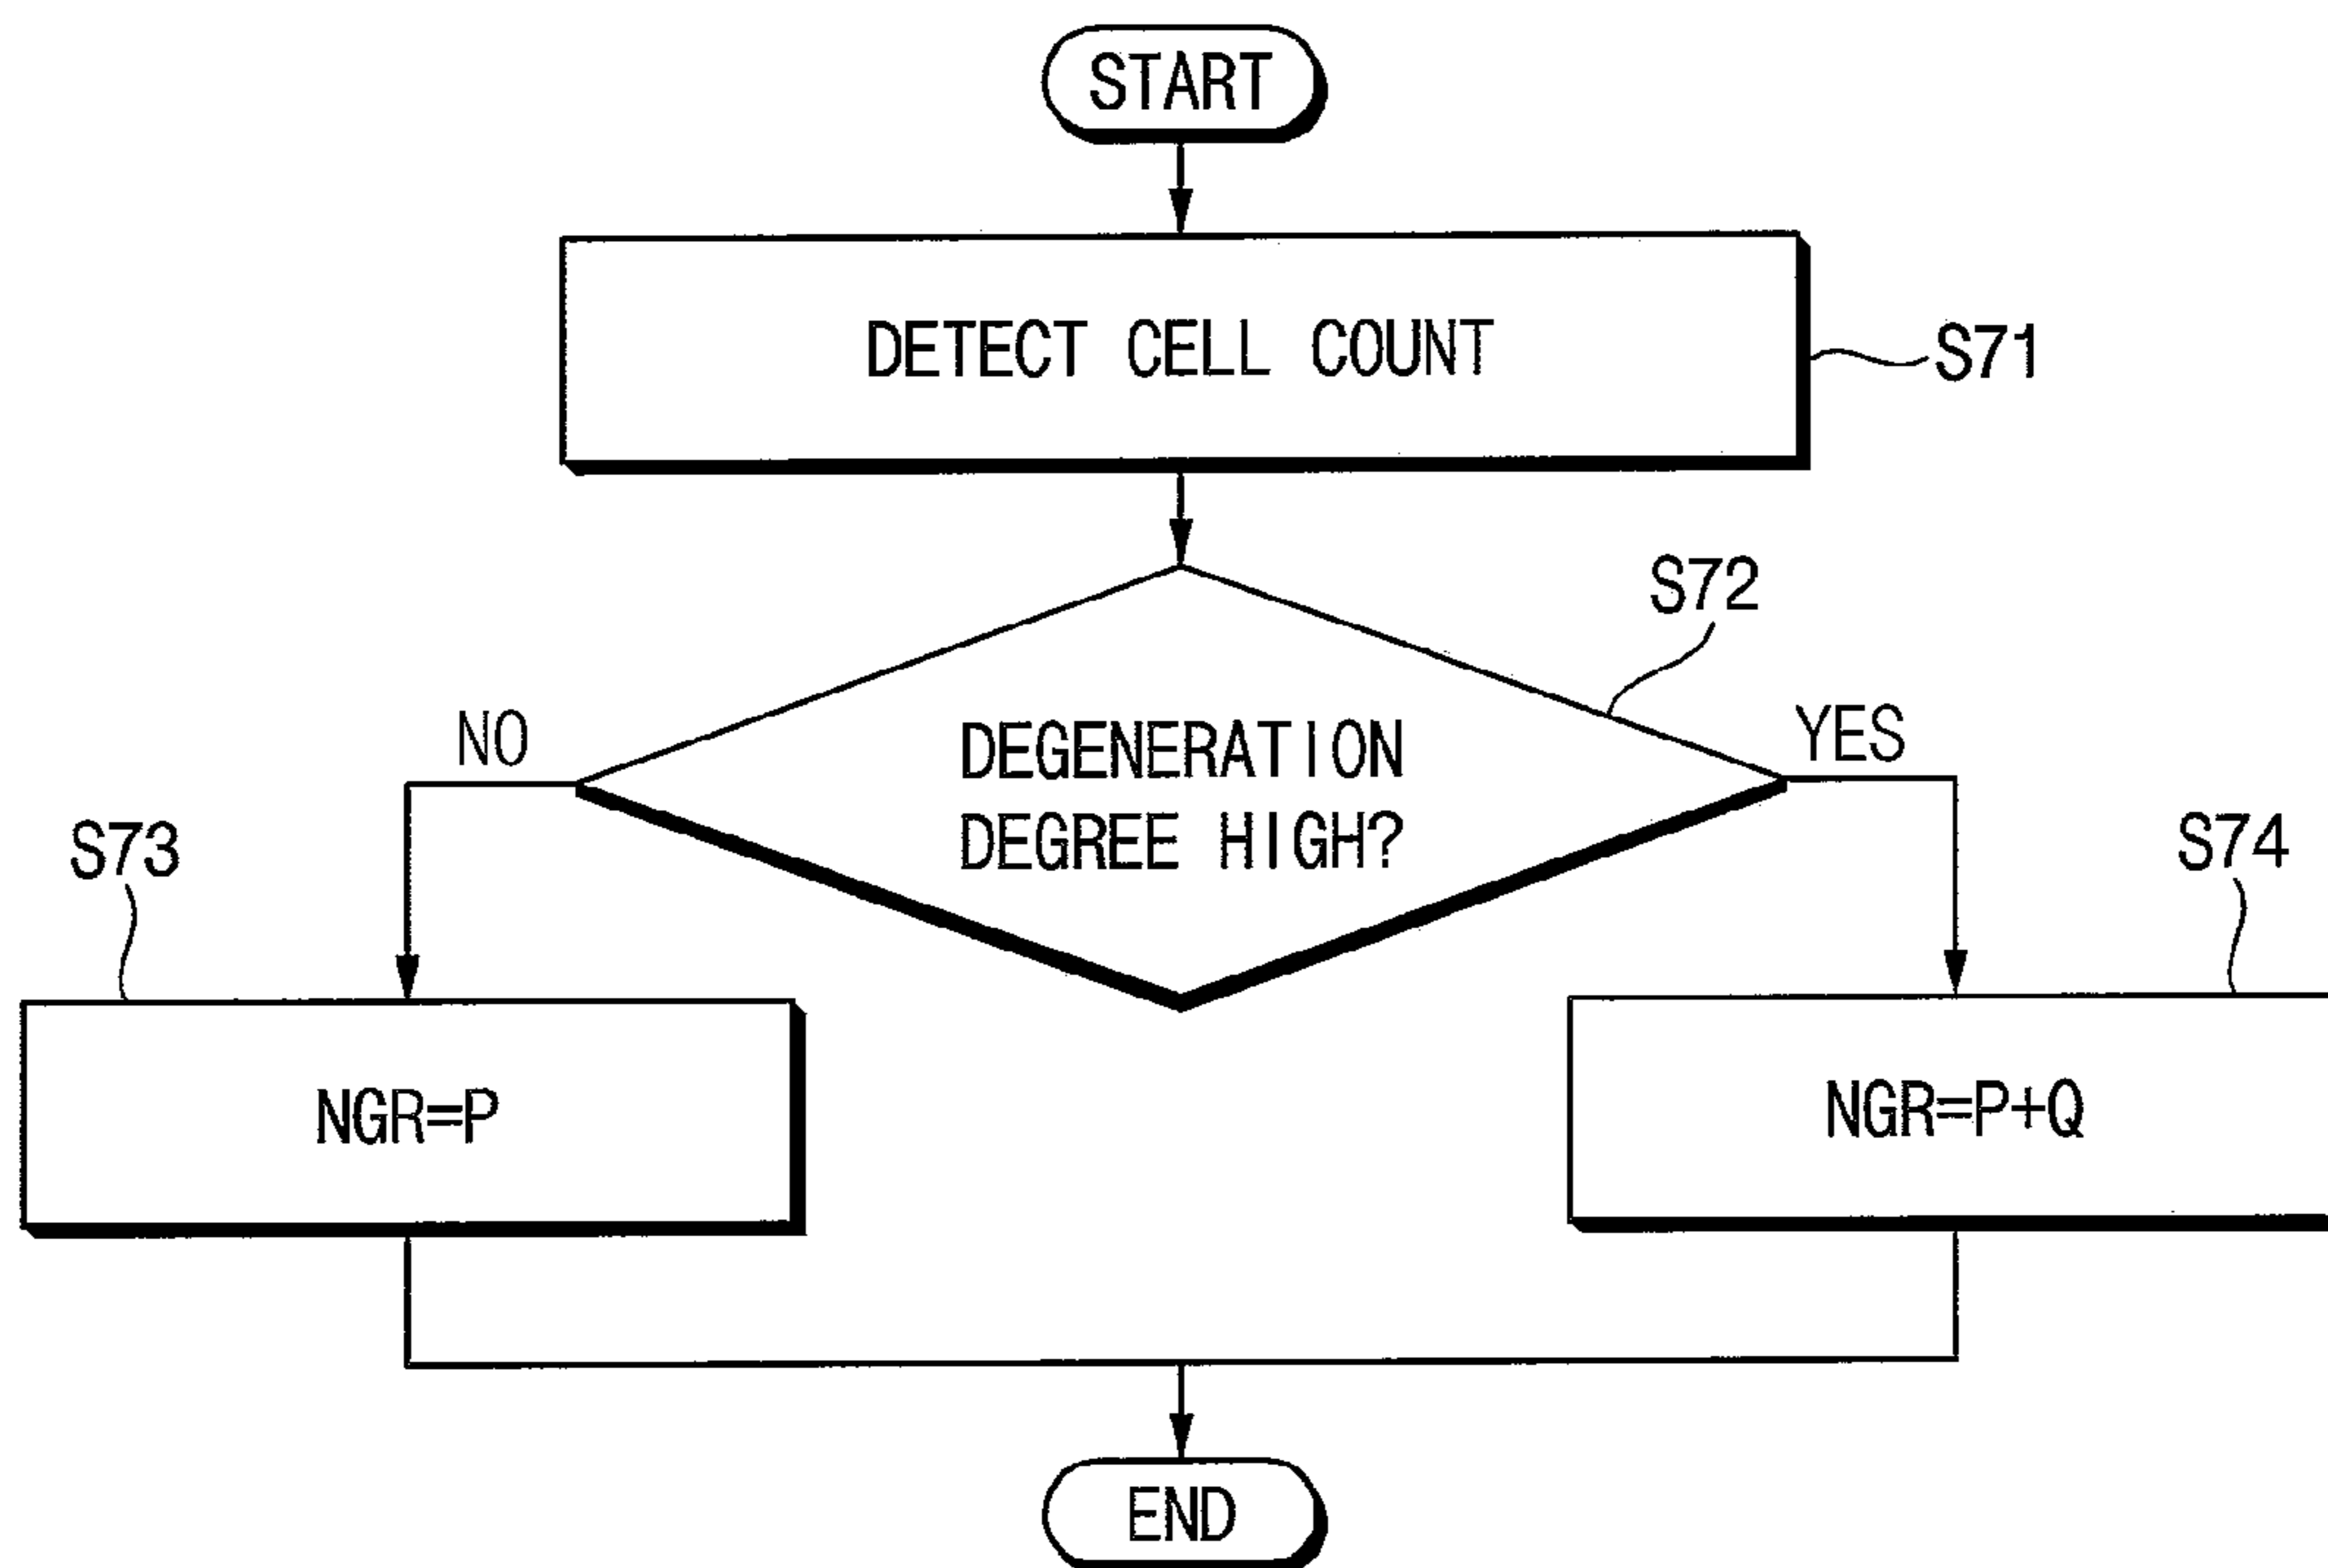 START
DETECT CELL COUNT
S71
S72
NO
DEGENERATION
DEGREE HIGH?
YES
S73
S74
NGR=P
NGR=P+Q
END